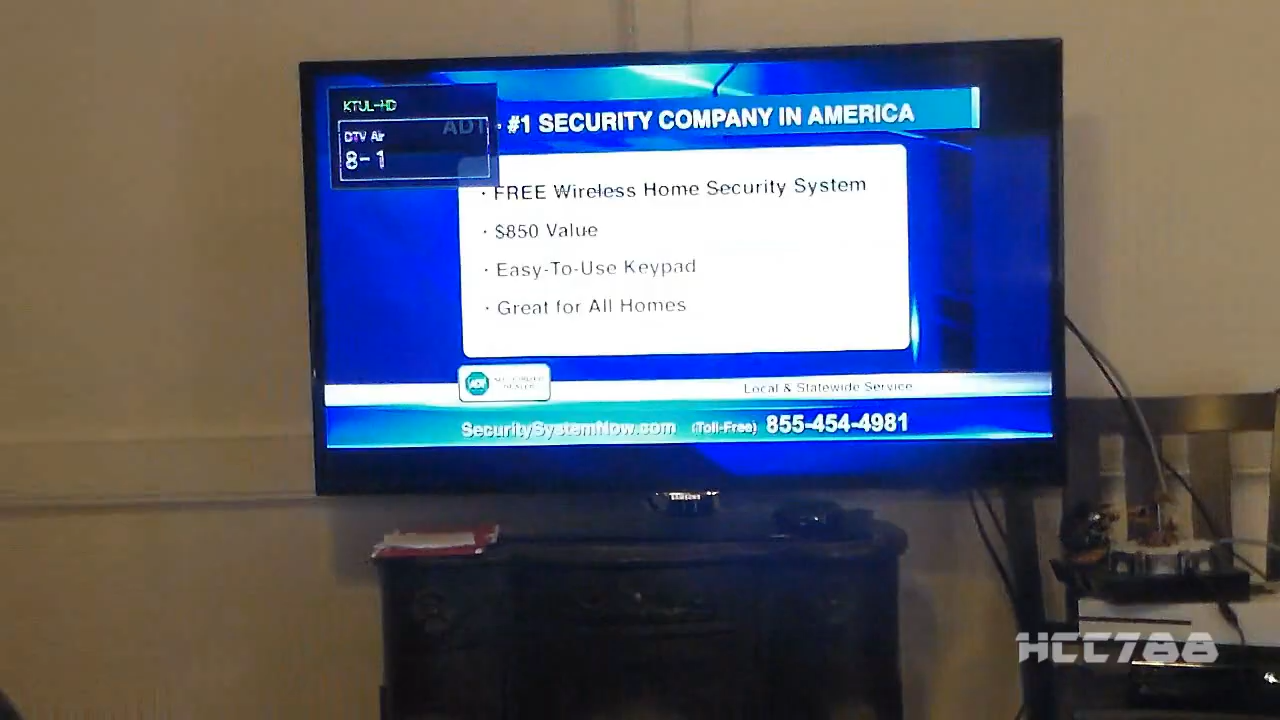 KTUL-HD
DTV Air
8-1
ADT - #1 SECURITY COMPANY IN AMERICA
· FREE Wireless Home Security System
· $850 Value
· Easy-To-Use Keypad
· Great for All Homes
ADT
Local & Statewide Service
SecuritySystemNow.com (Toll-Free) 855-454-4981
SAMSUNG
HCC788